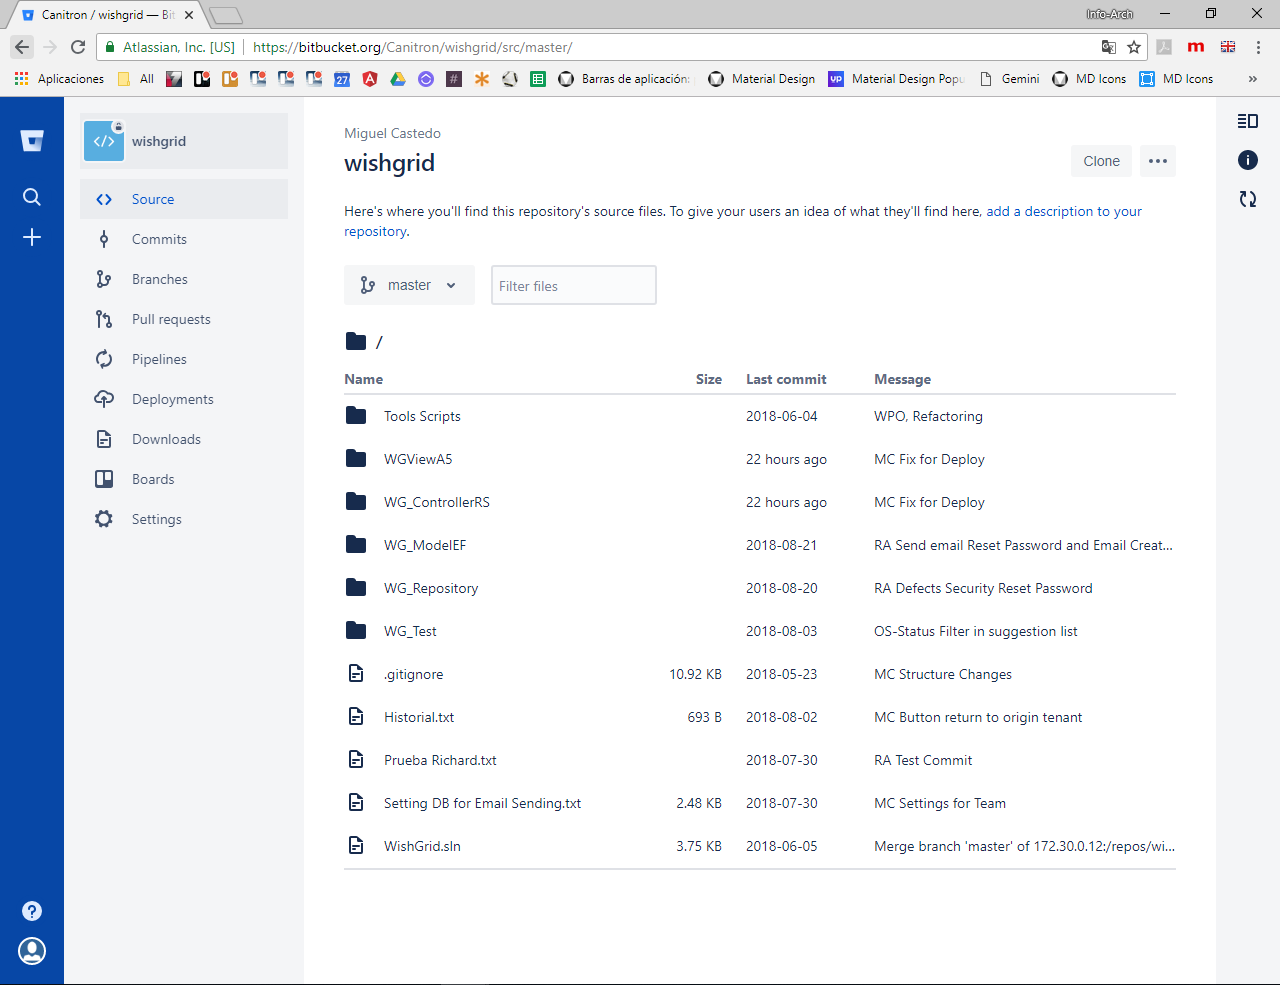 Canitron / wishgrid — Bit
Info-Arch
Atlassian, Inc. [US] | https://bitbucket.org/Canitron/wishgrid/src/master/
Aplicaciones All 27 # Barras de aplicación: Material Design up Material Design Popu Gemini MD Icons MD Icons »
wishgrid
Source
Commits
Branches
Pull requests
Pipelines
Deployments
Downloads
Boards
Settings
Miguel Castedo
wishgrid
Clone
Here's where you'll find this repository's source files. To give your users an idea of what they'll find here, add a description to your
repository.
master
Filter files
/
Name Size Last commit Message
Tools Scripts 2018-06-04 WPO, Refactoring
WGViewA5 22 hours ago MC Fix for Deploy
WG_ControllerRS 22 hours ago MC Fix for Deploy
WG_ModelEF 2018-08-21 RA Send email Reset Password and Email Creat...
WG_Repository 2018-08-20 RA Defects Security Reset Password
WG_Test 2018-08-03 OS-Status Filter in suggestion list
.gitignore 10.92 KB 2018-05-23 MC Structure Changes
Historial.txt 693 B 2018-08-02 MC Button return to origin tenant
Prueba Richard.txt 2018-07-30 RA Test Commit
Setting DB for Email Sending.txt 2.48 KB 2018-07-30 MC Settings for Team
WishGrid.sln 3.75 KB 2018-06-05 Merge branch 'master' of 172.30.0.12:/repos/wi...